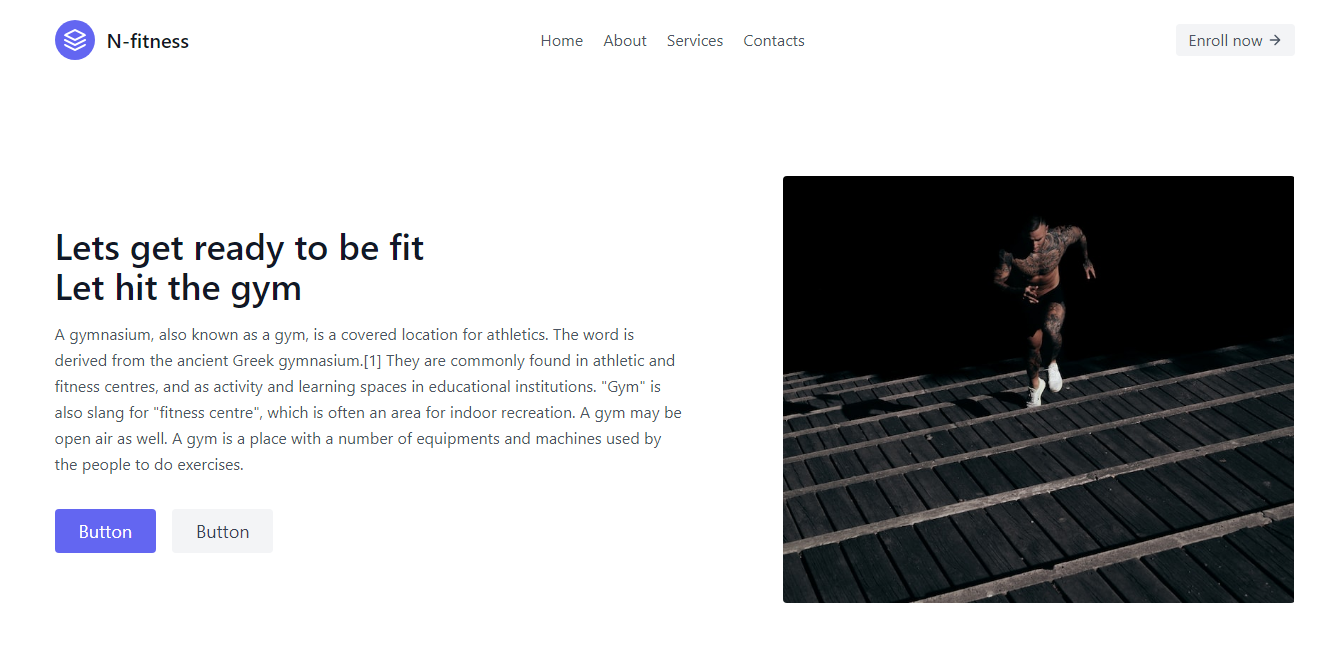 N-fitness
Home About Services Contacts
Enroll now →
Lets get ready to be fit
Let hit the gym
A gymnasium, also known as a gym, is a covered location for athletics. The word is
derived from the ancient Greek gymnasium.[1] They are commonly found in athletic and
fitness centres, and as activity and learning spaces in educational institutions. "Gym" is
also slang for "fitness centre", which is often an area for indoor recreation. A gym may be
open air as well. A gym is a place with a number of equipments and machines used by
the people to do exercises.
Button
Button